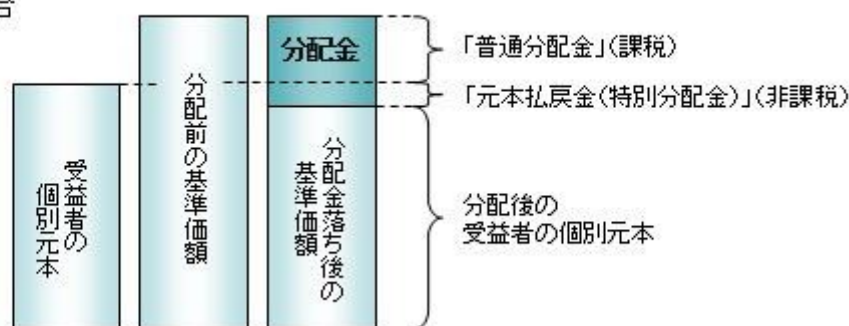 分配金
「普通分配金」(課税)
「元本払戻金(特別分配金)」(非課税)
受益者の
個別元本
分配前の基準価額
分配金落ち後の
基準価額
分配後の
受益者の個別元本